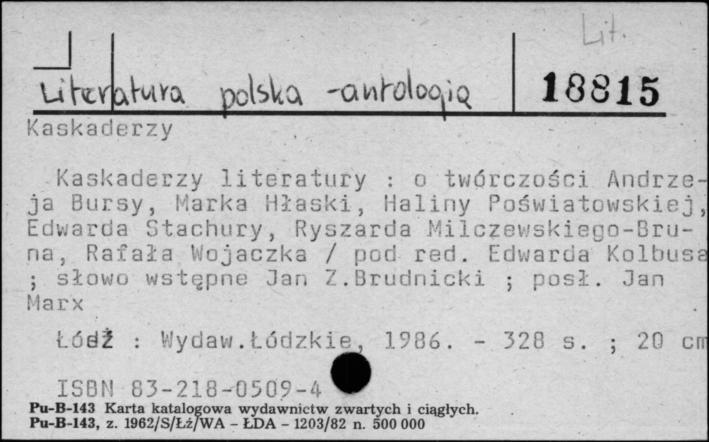 Lit.
Literatura polska -antologia 18815
Kaskaderzy
Kaskaderzy literatury : o twórczości Andrze-
ja Bursy, Marka Hłaski, Haliny Poświatowskiej,
Edwarda Stachury, Ryszarda Milczewskiego-Bru-
na, Rafała Wojaczka / pod red. Edwarda Kolbusa
; słowo wstępne Jan Z.Brudnicki ; posł. Jan
Marx
Łódź : Wydaw.Łódzkie, 1986. - 328 s. ; 20 cm
ISBN 83-218-0509-4
Pu-B-143 Karta katalogowa wydawnictw zwartych i ciągłych.
Pu-B-143, z. 1962/S/Łż/WA – ŁDA – 1203/82 n. 500 000